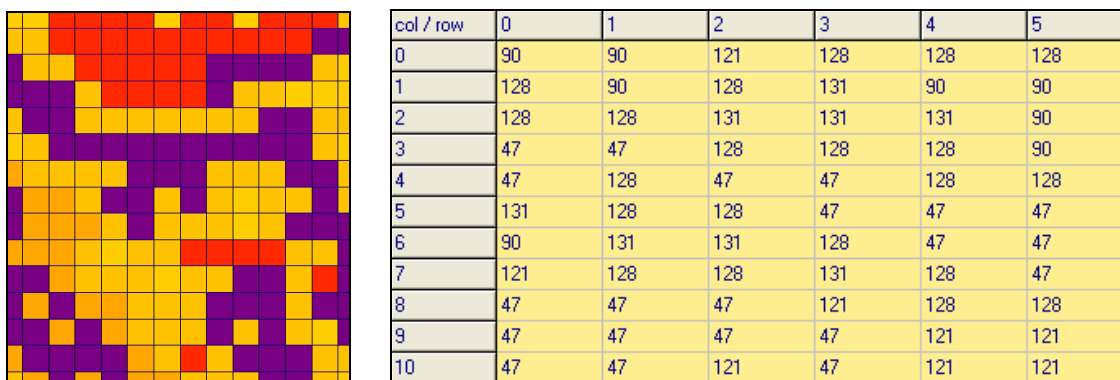 col / row 0 1 2 3 4 5
0 90 90 121 128 128 128
1 128 90 128 131 90 90
2 128 128 131 131 131 90
3 47 47 128 128 128 90
4 47 128 47 47 128 128
5 131 128 128 47 47 47
6 90 131 131 128 47 47
7 121 128 128 131 128 47
8 47 47 47 121 128 128
9 47 47 47 47 121 121
10 47 47 121 47 121 121